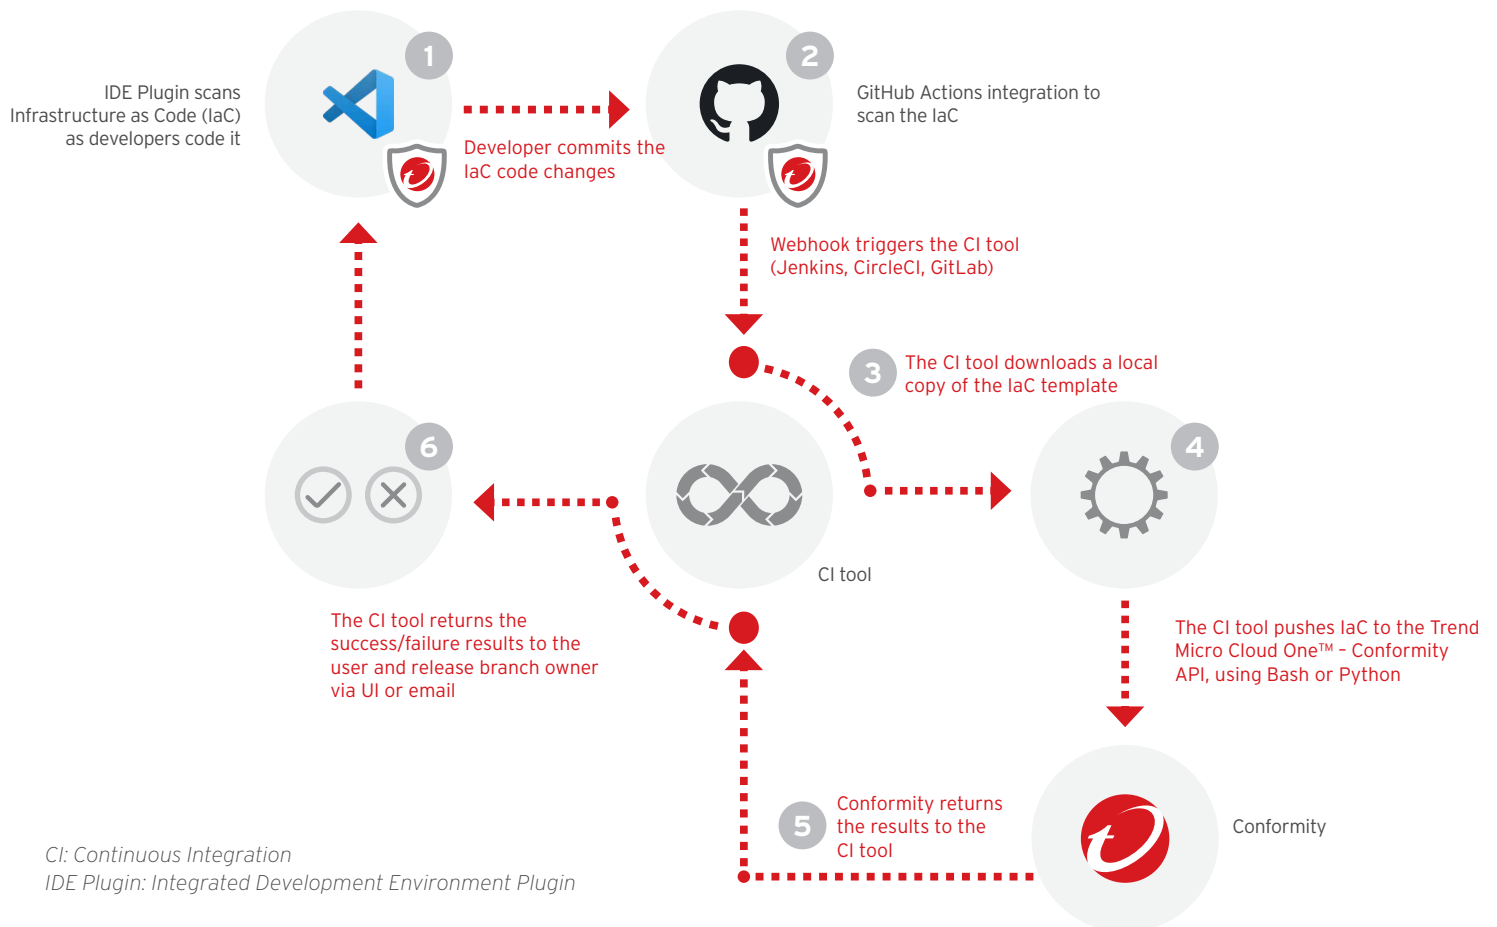 1
IDE Plugin scans
Infrastructure as Code (IaC)
as developers code it
Developer commits the
IaC code changes
2
GitHub Actions integration to
scan the IaC
Webhook triggers the CI tool
(Jenkins, CircleCI, GitLab)
3
The CI tool downloads a local
copy of the IaC template
4
CI tool
The CI tool pushes IaC to the Trend
Micro Cloud One™ – Conformity
API, using Bash or Python
Conformity
5
Conformity returns
the results to the
CI tool
6
The CI tool returns the
success/failure results to the
user and release branch owner
via UI or email
CI: Continuous Integration
IDE Plugin: Integrated Development Environment Plugin